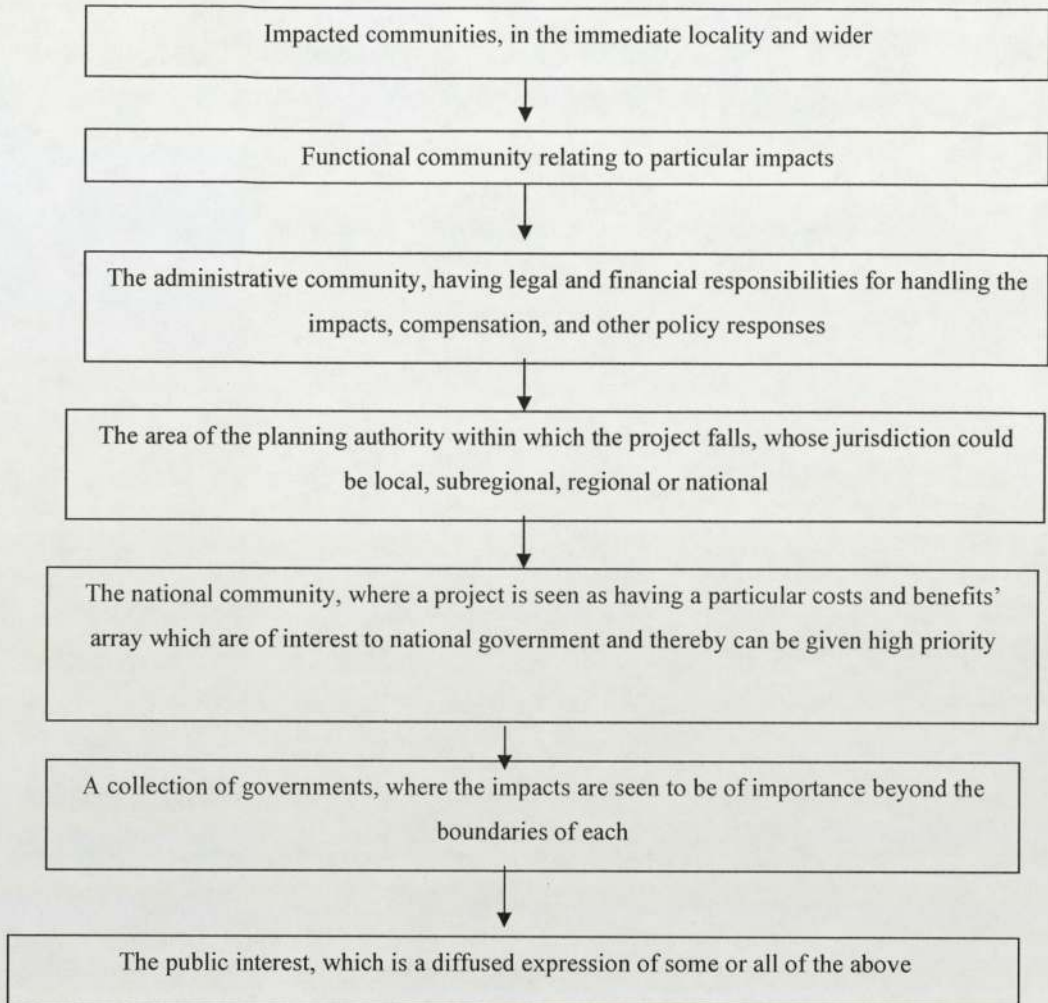 Impacted communities, in the immediate locality and wider
Functional community relating to particular impacts
The administrative community, having legal and financial responsibilities for handling the
impacts, compensation, and other policy responses
The area of the planning authority within which the project falls, whose jurisdiction could
be local, subregional, regional or national
The national community, where a project is seen as having a particular costs and benefits’
array which are of interest to national government and thereby can be given high priority
A collection of governments, where the impacts are seen to be of importance beyond the
boundaries of each
The public interest, which is a diffused expression of some or all of the above